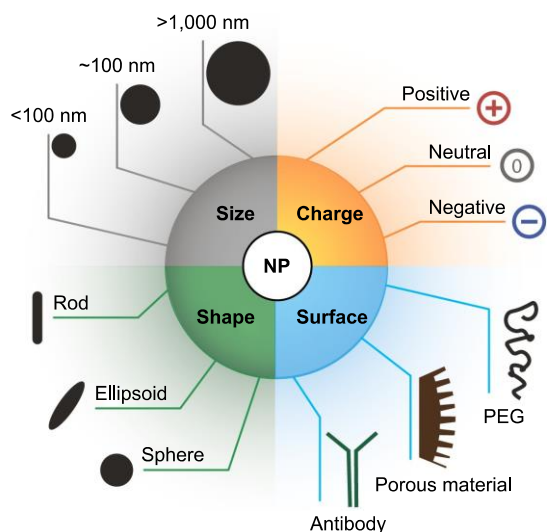 >1,000 nm
~100 nm
<100 nm
Positive
+
Neutral
0
Negative
−
Size
Charge
NP
Shape
Surface
Rod
Ellipsoid
Sphere
PEG
Porous material
Antibody